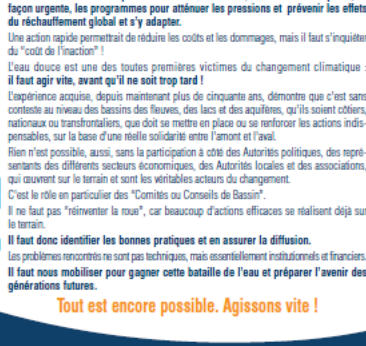 façon urgente, les programmes pour atténuer les pressions et prévenir les effets
du réchauffement global et s'y adapter.
Une action rapide permettrait de réduire les coûts et les dommages, mais il faut s'inquiéter
du "coût de l'inaction" !
L'eau douce est une des toutes premières victimes du changement climatique :
il faut agir vite, avant qu'il ne soit trop tard !
L'expérience acquise, depuis maintenant plus de cinquante ans, démontre que c'est sans
conteste au niveau des bassins des fleuves, des lacs et des aquifères, qu'ils soient côtiers,
nationaux ou transfrontaliers, que doit se mettre en place ou se renforcer les actions indis-
pensables, sur la base d'une réelle solidarité entre l'amont et l'aval.
Rien n'est possible, aussi, sans la participation à côté des Autorités politiques, des repré-
sentants des différents secteurs économiques, des Autorités locales et des associations,
qui œuvrent sur le terrain et sont les véritables acteurs du changement.
C'est le rôle en particulier des "Comités ou Conseils de Bassin".
Il ne faut pas "réinventer la roue", car beaucoup d'actions efficaces se réalisent déjà sur
le terrain.
Il faut donc identifier les bonnes pratiques et en assurer la diffusion.
Les problèmes rencontrés ne sont pas techniques, mais essentiellement institutionnels et financiers.
Il faut nous mobiliser pour gagner cette bataille de l'eau et préparer l'avenir des
générations futures.
Tout est encore possible. Agissons vite !